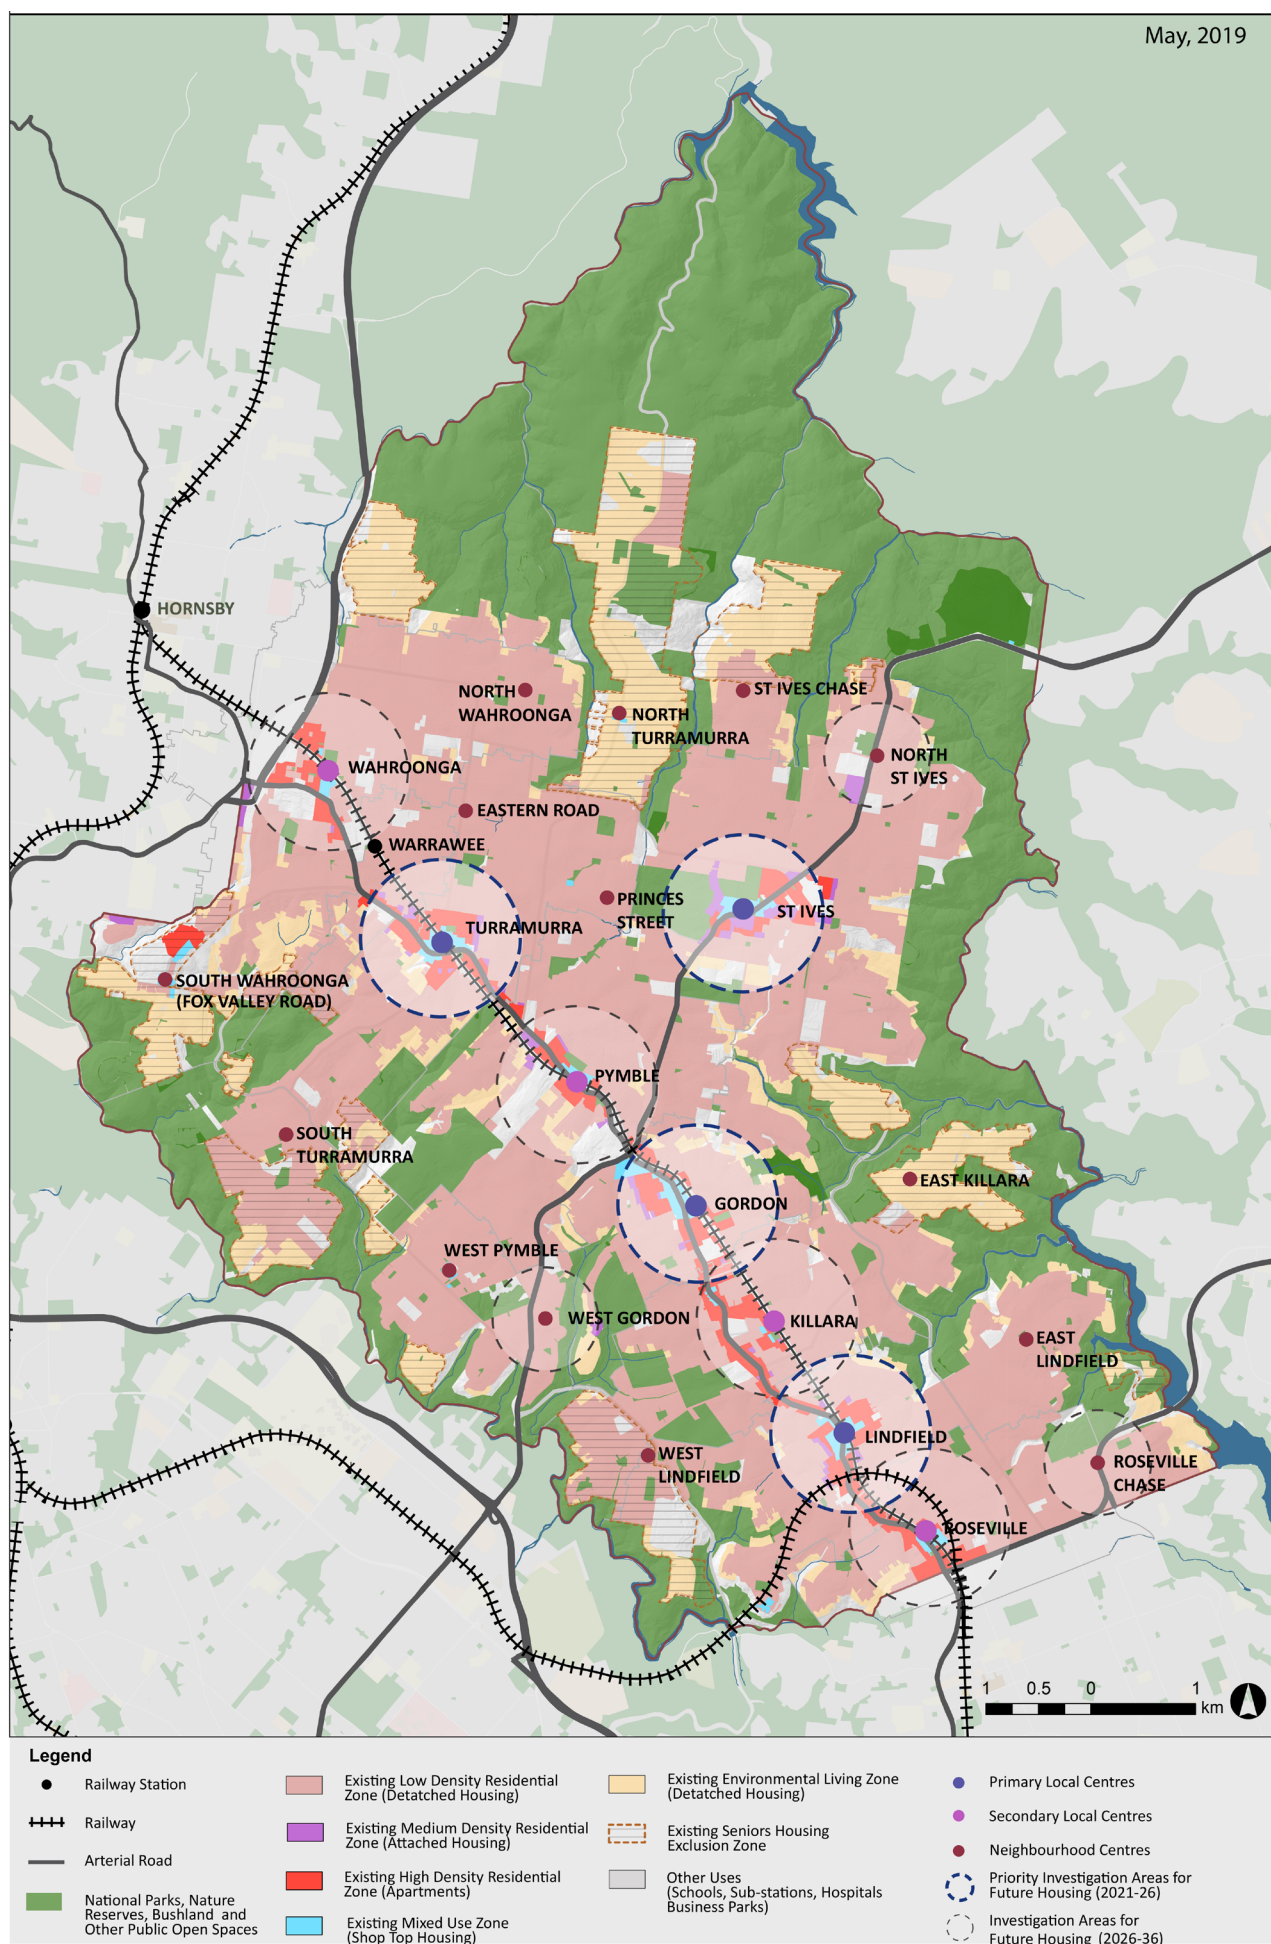 May, 2019
HORNSBY
NORTH
WAHROONGA
ST IVES CHASE
NORTH
TURRAMURRA
NORTH
ST IVES
WAHROONGA
EASTERN ROAD
WARRAWEE
PRINCES
STREET
ST IVES
TURRAMURRA
SOUTH WAHROONGA
(FOX VALLEY ROAD)
PYMBLE
SOUTH
TURRAMURRA
EAST KILLARA
GORDON
WEST PYMBLE
WEST GORDON
KILLARA
EAST
LINDFIELD
LINDFIELD
WEST
LINDFIELD
ROSEVILLE
CHASE
ROSEVILLE
1 0.5 0 1
km
Legend
Railway Station
Railway
Arterial Road
National Parks, Nature
Reserves, Bushland and
Other Public Open Spaces
Existing Low Density Residential
Zone (Detatched Housing)
Existing Medium Density Residential
Zone (Attached Housing)
Existing High Density Residential
Zone (Apartments)
Existing Mixed Use Zone
(Shop Top Housing)
Existing Environmental Living Zone
(Detatched Housing)
Existing Seniors Housing
Exclusion Zone
Other Uses
(Schools, Sub-stations, Hospitals
Business Parks)
Primary Local Centres
Secondary Local Centres
Neighbourhood Centres
Priority Investigation Areas for
Future Housing (2021-26)
Investigation Areas for
Future Housing (2026-36)